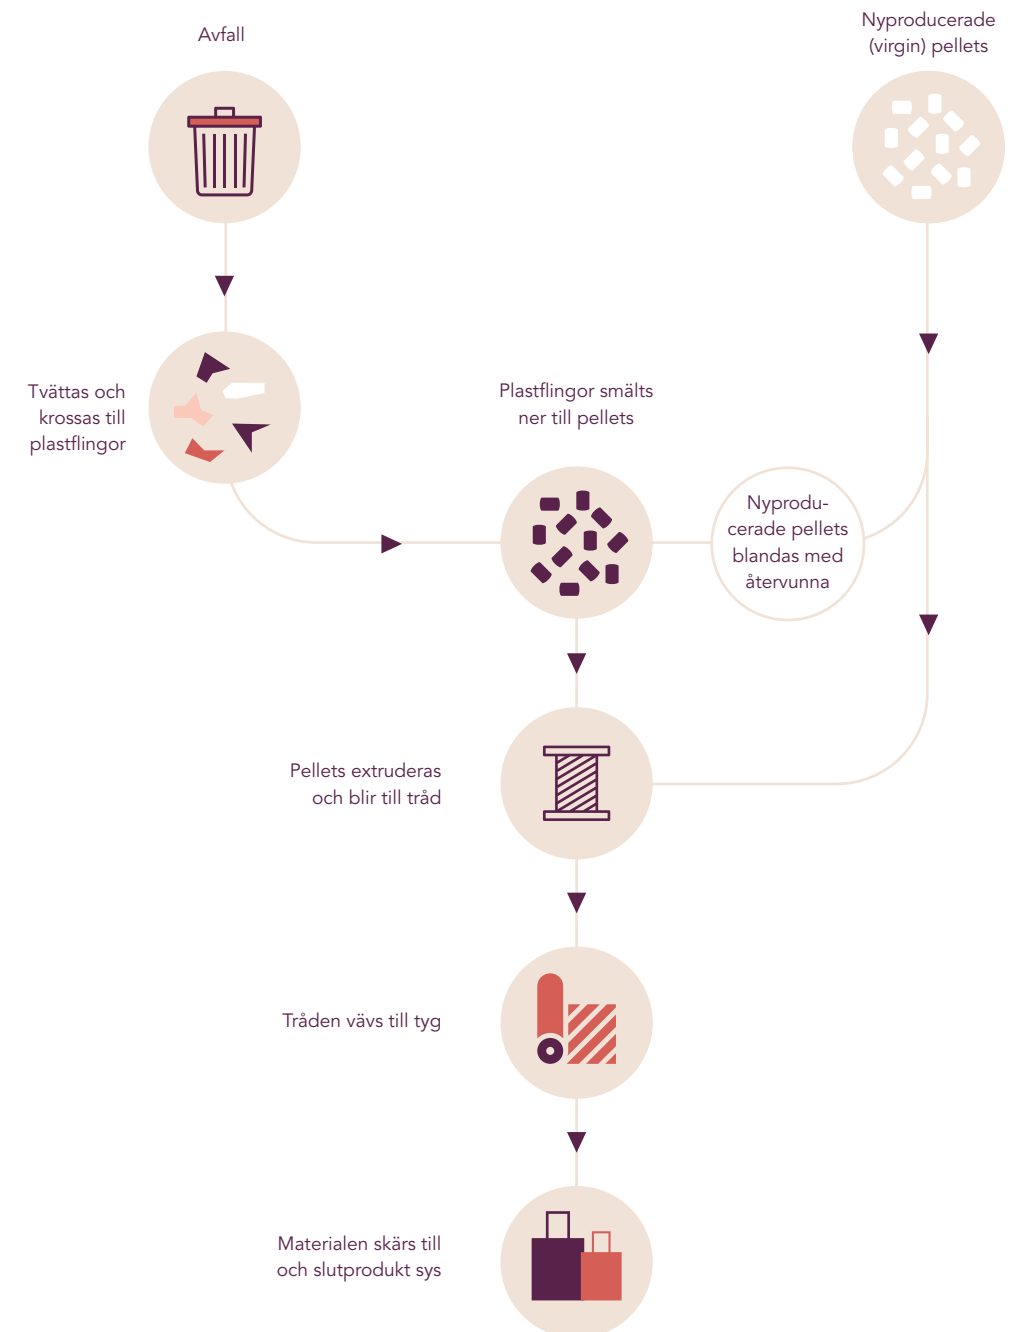 Avfall
Nyproducerade
(virgin) pellets
Tvättas och
krossas till
plastflingor
Plastflingor smälts
ner till pellets
Nyprodu-
cerade pellets
blandas med
återvunna
Pellets extruderas
och blir till tråd
Tråden vävs till tyg
Materialen skärs till
och slutprodukt sys